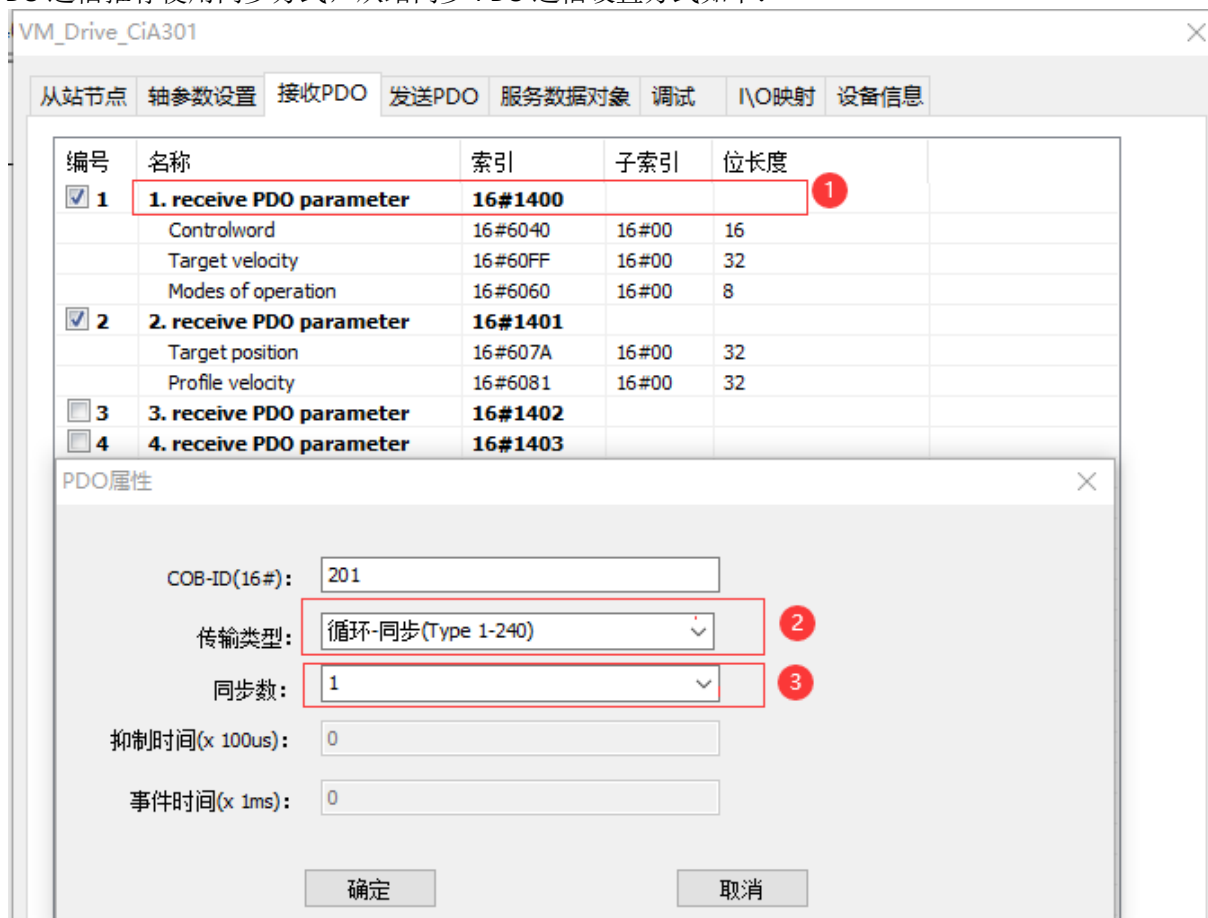 VM_Drive_CiA301
从站节点 轴参数设置 接收PDO 发送PDO 服务数据对象 调试 I\O映射 设备信息
编号 名称 索引 子索引 位长度
1 1. receive PDO parameter 16#1400 1
Controlword 16#6040 16#00 16
Target velocity 16#60FF 16#00 32
Modes of operation 16#6060 16#00 8
2 2. receive PDO parameter 16#1401
Target position 16#607A 16#00 32
Profile velocity 16#6081 16#00 32
3 3. receive PDO parameter 16#1402
4 4. receive PDO parameter 16#1403
PDO属性
COB-ID(16#): 201
传输类型: 循环-同步(Type 1-240) 2
同步数: 1 3
抑制时间(x 100us): 0
事件时间(x 1ms): 0
确定 取消